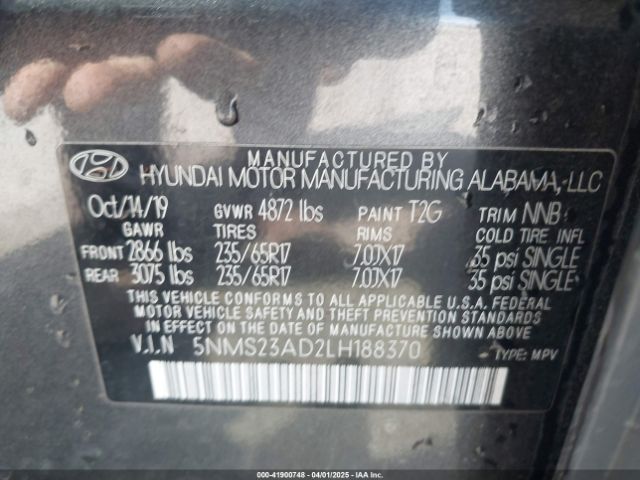 MANUFACTURED BY
HYUNDAI MOTOR MANUFACTURING ALABAMA, LLC
Oct/14/19 GVWR 4872 lbs PAINT T2G TRIM NNB
GAWR TIRES RIMS COLD TIRE INFL
FRONT 2866 lbs 235/65R17 7.0JX17 35 psi SINGLE
REAR 3075 lbs 235/65R17 7.0JX17 35 psi SINGLE
THIS VEHICLE CONFORMS TO ALL APPLICABLE U.S.A. FEDERAL
MOTOR VEHICLE SAFETY AND THEFT PREVENTION STANDARDS
IN EFFECT ON THE DATE OF MANUFACTURE SHOWN ABOVE
V.I.N 5NMS23AD2LH188370 TYPE: MPV
000-41900748 - 04/01/2025 - IAA Inc.